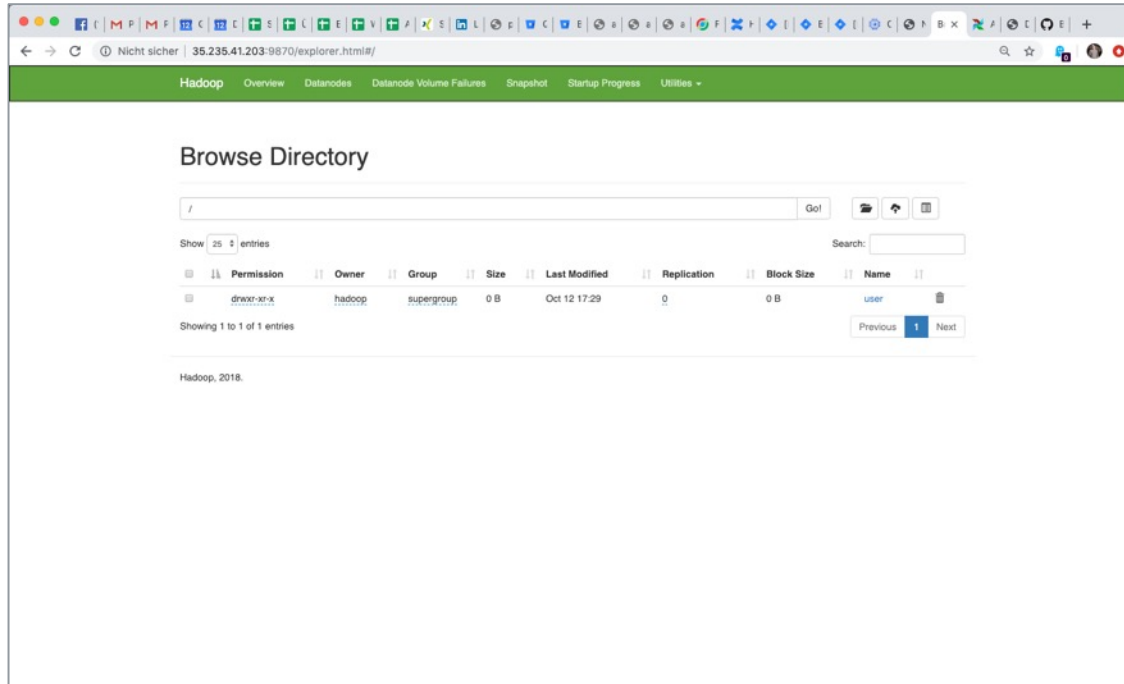 Nicht sicher | 35.235.41.203:9870/explorer.html#/
Hadoop Overview Datanodes Datanode Volume Failures Snapshot Startup Progress Utilities
Browse Directory
/ Go!
Show 25 entries Search:
Permission Owner Group Size Last Modified Replication Block Size Name
drwxr-xr-x hadoop supergroup 0 B Oct 12 17:29 0 0 B user
Showing 1 to 1 of 1 entries Previous 1 Next
Hadoop, 2018.